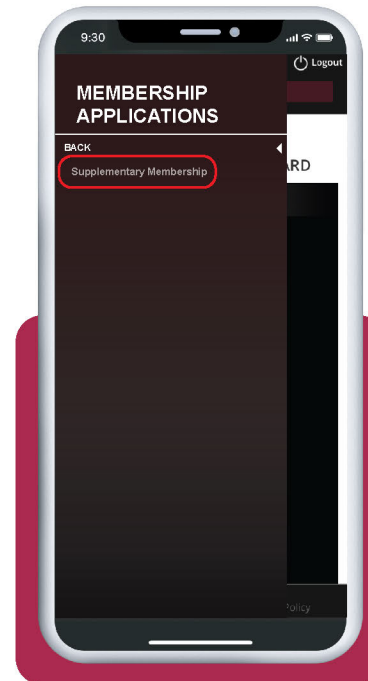 9:30
Logout
MEMBERSHIP
APPLICATIONS
BACK
ARD
Supplementary Membership
Policy